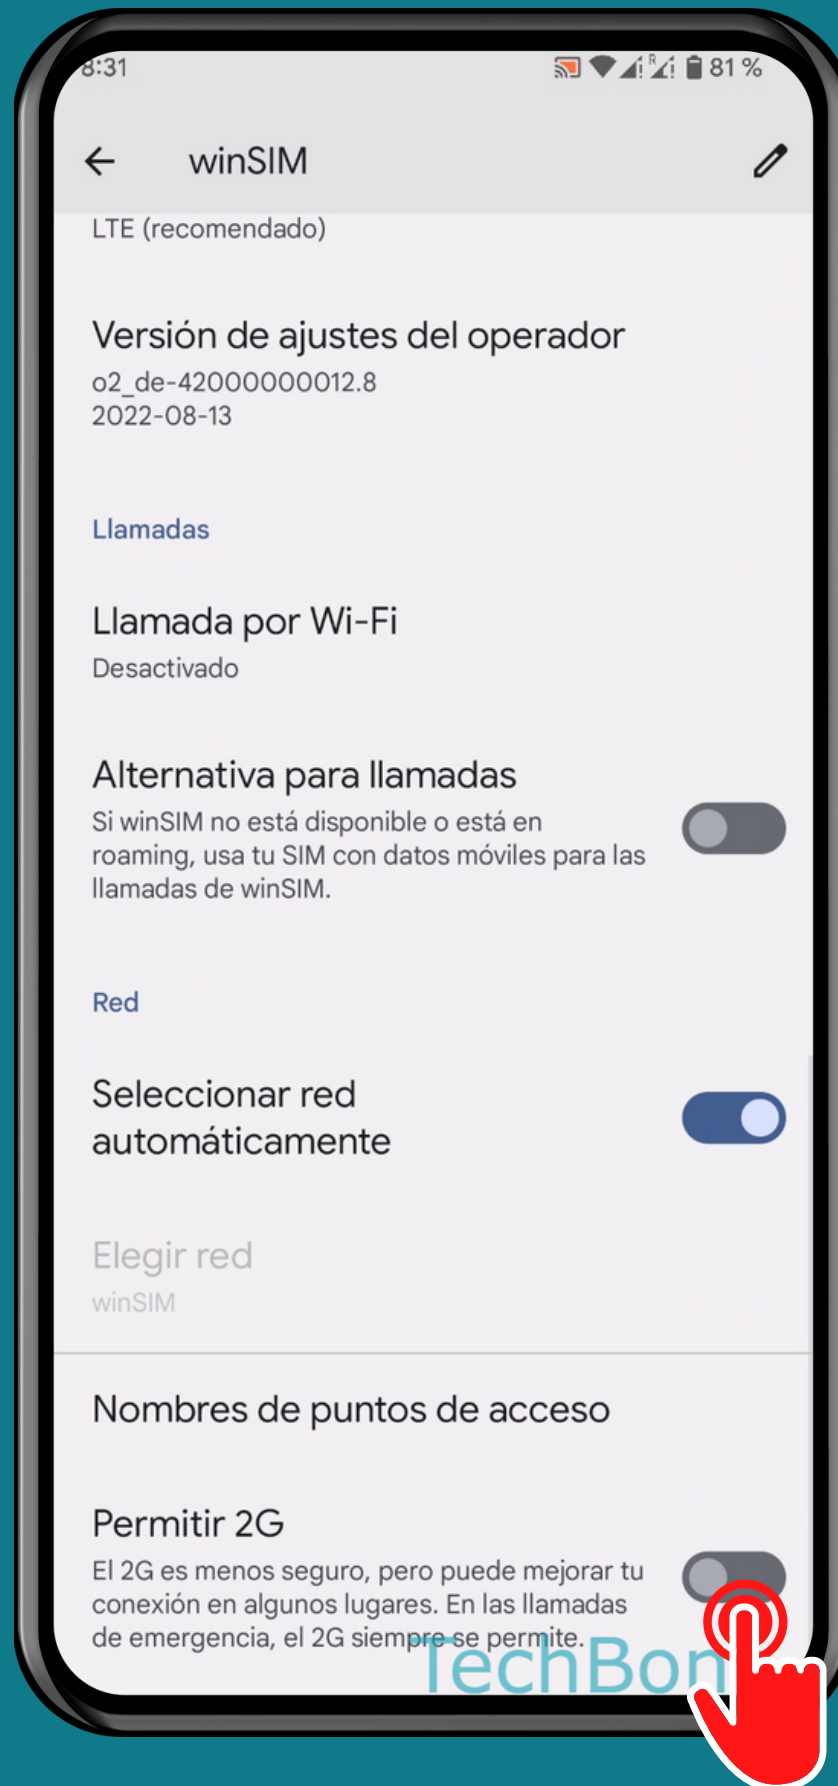 8:31
R
81 %
winSIM
LTE (recomendado)
Versión de ajustes del operador
o2_de-42000000012.8
2022-08-13
Llamadas
Llamada por Wi-Fi
Desactivado
Alternativa para llamadas
Si winSIM no está disponible o está en
roaming, usa tu SIM con datos móviles para las
llamadas de winSIM.
Red
Seleccionar red
automáticamente
Elegir red
winSIM
Nombres de puntos de acceso
Permitir 2G
El 2G es menos seguro, pero puede mejorar tu
conexión en algunos lugares. En las llamadas
de emergencia, el 2G siempre se permite.
TechBon